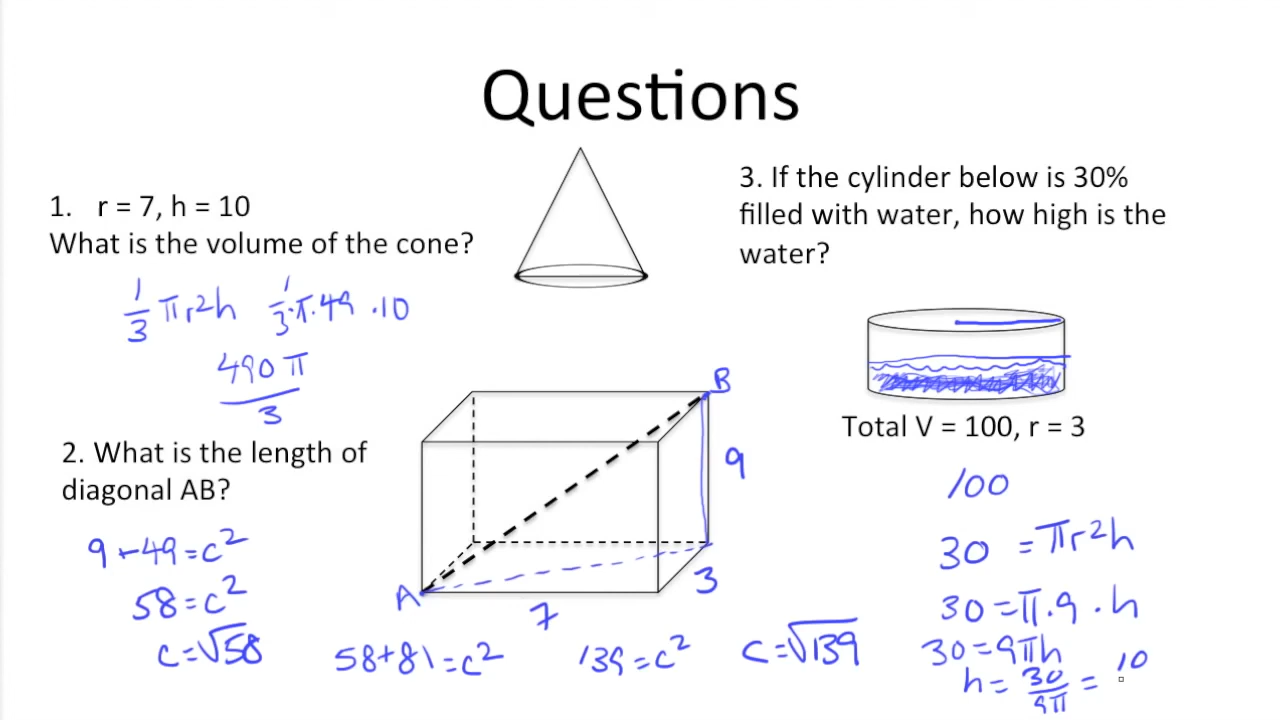 Questions
1. r = 7, h = 10
What is the volume of the cone?
1/3 πr²h 1/3·π·49 ·10
490π/3
2. What is the length of
diagonal AB?
9+49=c²
58=c²
c=√58
58+81=c²
139=c²
c=√139
A
B
9
3
7
3. If the cylinder below is 30%
filled with water, how high is the
water?
Total V = 100, r = 3
100
30 =πr²h
30=π.9.h
30=9πh
h=30/9π=10